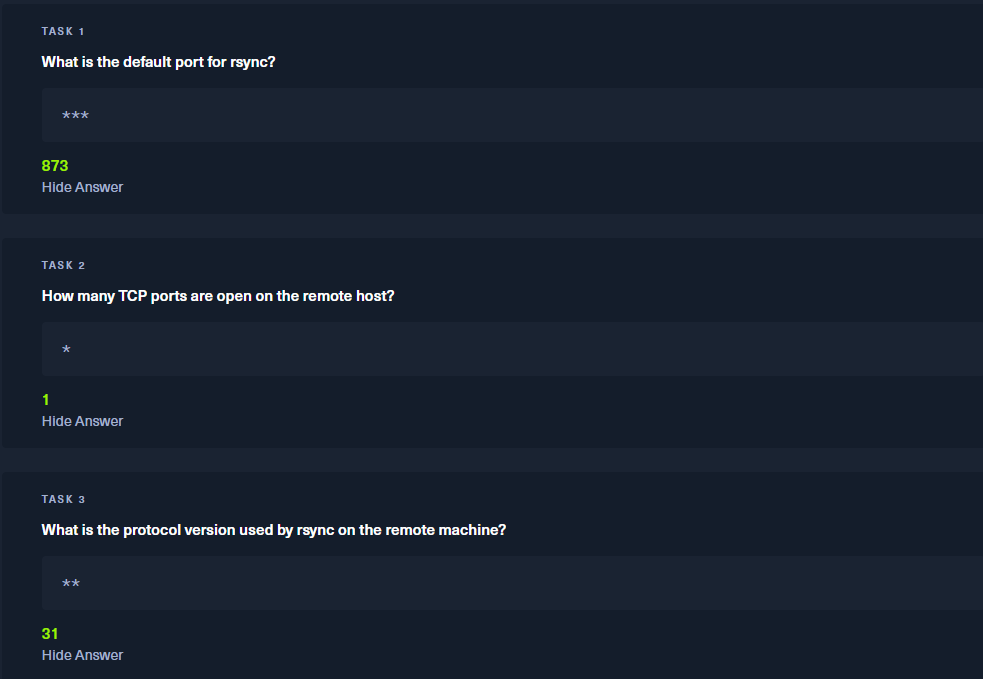 TASK 1
What is the default port for rsync?
***
873
Hide Answer
TASK 2
How many TCP ports are open on the remote host?
*
1
Hide Answer
TASK 3
What is the protocol version used by rsync on the remote machine?
**
31
Hide Answer